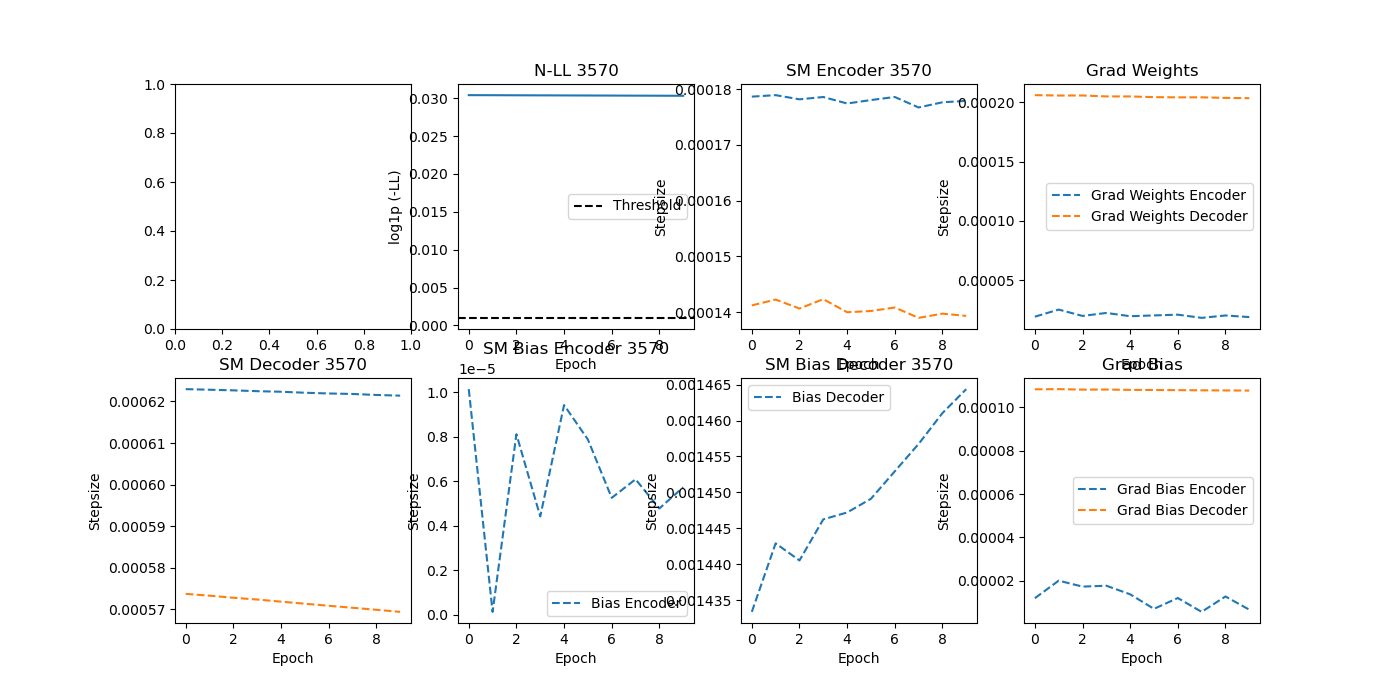 N-LL 3570
SM Encoder 3570
Grad Weights
1.0
0.8
0.6
0.4
0.2
0.0
0.0 0.2 0.4 0.6 0.8 1.0
log1p (-LL)
0.030
0.025
0.020
0.015
0.010
0.005
0.000
Threshold
0 2 4 6 8
Epoch
Stepsize
0.00018
0.00017
0.00016
0.00015
0.00014
0 2 4 6 8
Epoch
Stepsize
0.00020
0.00015
0.00010
0.00005
Grad Weights Encoder
Grad Weights Decoder
0 2 4 6 8
Epoch
SM Decoder 3570
SM Bias Encoder 3570
SM Bias Decoder 3570
Grad Bias
Stepsize
0.00062
0.00061
0.00060
0.00059
0.00058
0.00057
0 2 4 6 8
Epoch
Stepsize
1e−5
1.0
0.8
0.6
0.4
0.2
0.0
Bias Encoder
0 2 4 6 8
Epoch
Stepsize
0.001465
0.001460
0.001455
0.001450
0.001445
0.001440
0.001435
Bias Decoder
0 2 4 6 8
Epoch
Stepsize
0.00010
0.00008
0.00006
0.00004
0.00002
Grad Bias Encoder
Grad Bias Decoder
0 2 4 6 8
Epoch